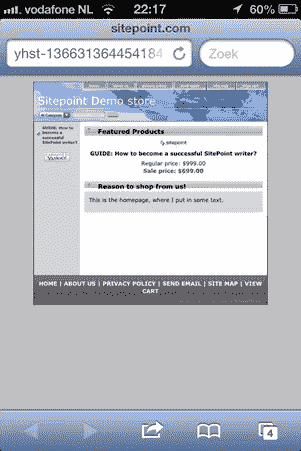 vodafone NL 22:17 60%
sitepoint.com
yhst-136631364454184
Zoek
Sitepoint Demo store
GUIDE: How to
become a
successful
SitePoint writer?
Yahoo!
Featured Products
sitepoint
GUIDE: How to become a successful SitePoint writer?
Regular price: $999.00
Sale price: $699.00
Reason to shop from us!
This is the homepage, where I put in some text.
HOME | ABOUT US | PRIVACY POLICY | SEND EMAIL | SITE MAP | VIEW
CART
4